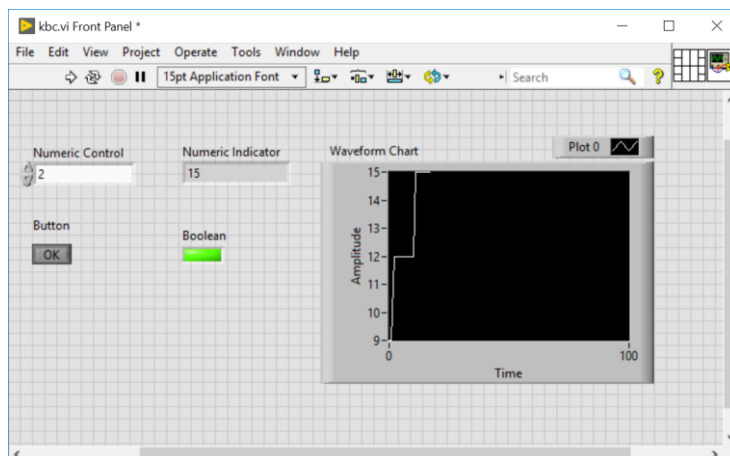 kbc.vi Front Panel *
File Edit View Project Operate Tools Window Help
15pt Application Font
Search
?
Numeric Control
2
Numeric Indicator
15
Waveform Chart
Plot 0
Button
OK
Boolean
Amplitude
15
14
13
12
11
10
9
0
100
Time